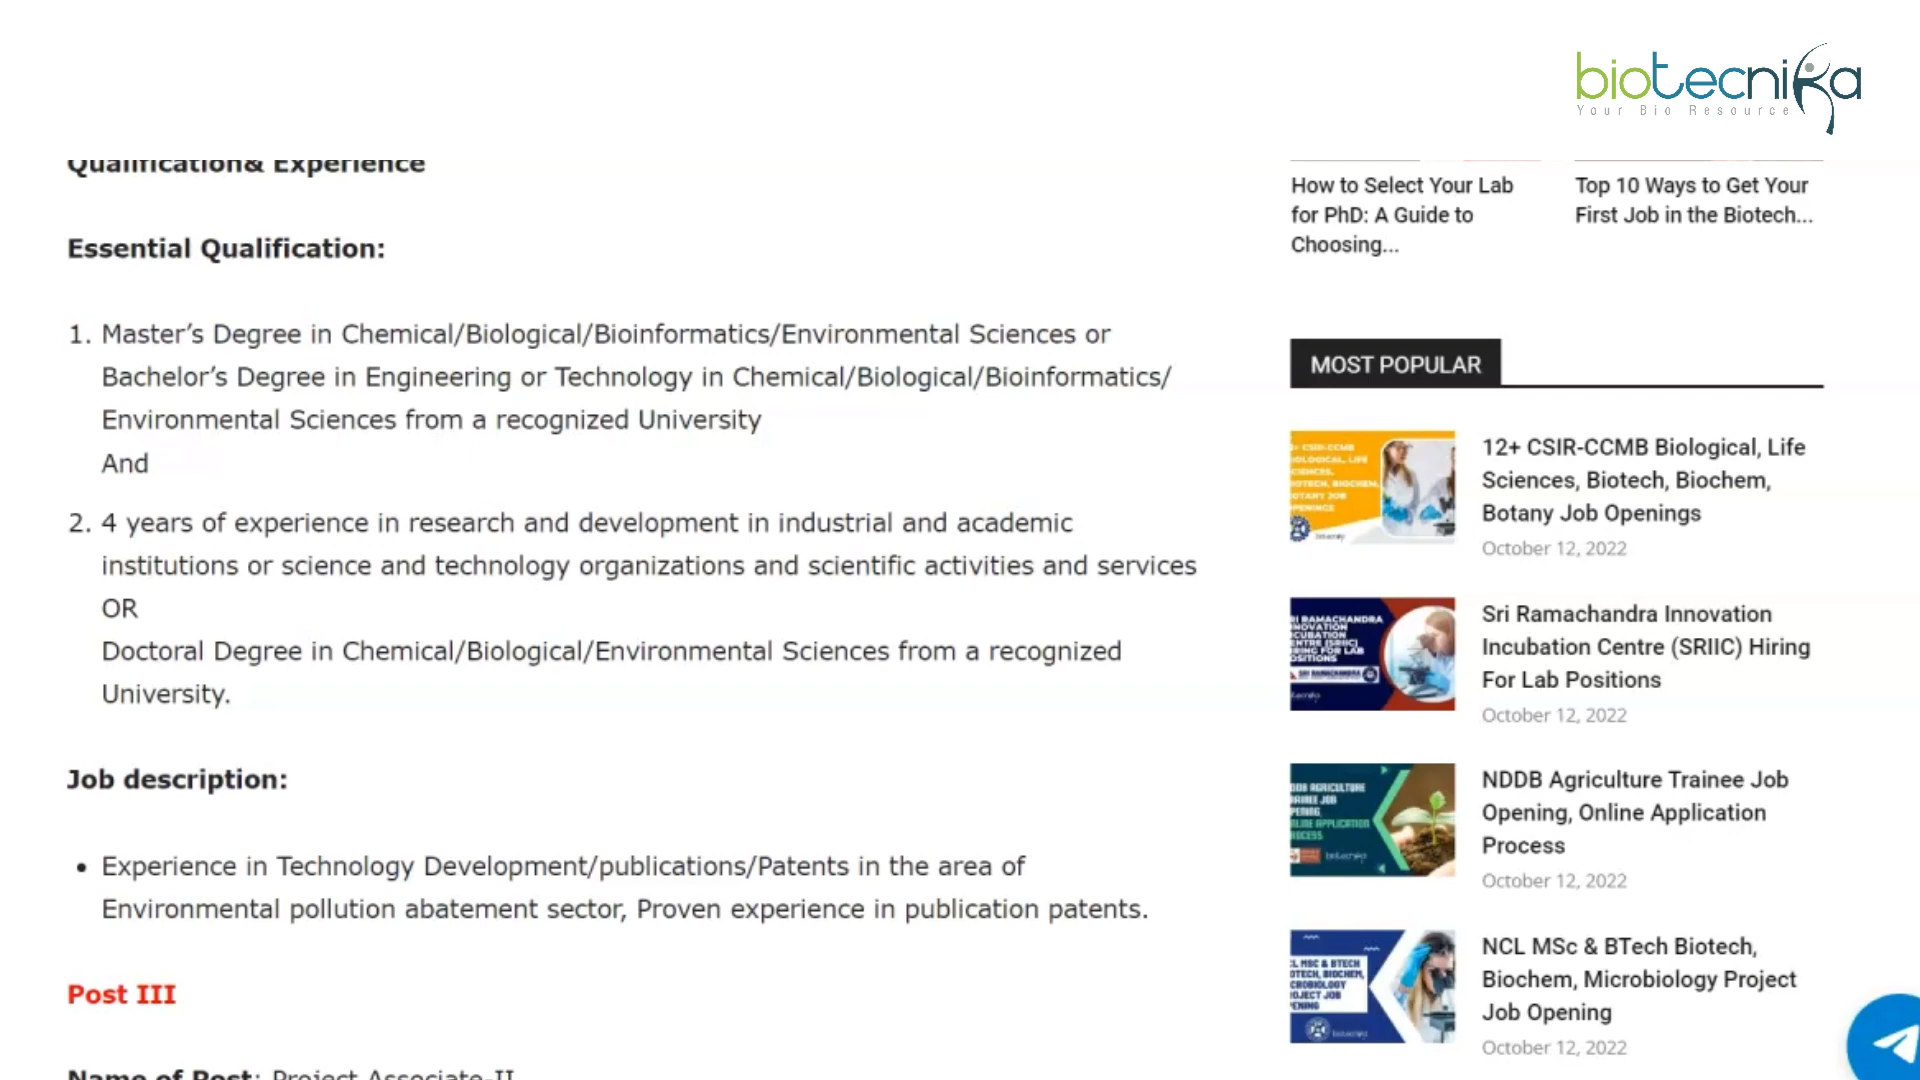 biotecnika
Your Bio Resource
Qualification& Experience
Essential Qualification:
1. Master’s Degree in Chemical/Biological/Bioinformatics/Environmental Sciences or
Bachelor’s Degree in Engineering or Technology in Chemical/Biological/Bioinformatics/
Environmental Sciences from a recognized University
And
2. 4 years of experience in research and development in industrial and academic
institutions or science and technology organizations and scientific activities and services
OR
Doctoral Degree in Chemical/Biological/Environmental Sciences from a recognized
University.
Job description:
• Experience in Technology Development/publications/Patents in the area of
Environmental pollution abatement sector, Proven experience in publication patents.
Post III
Name of Post: Project Associate-II
How to Select Your Lab
for PhD: A Guide to
Choosing...
Top 10 Ways to Get Your
First Job in the Biotech...
MOST POPULAR
12+ CSIR-CCMB Biological, Life
Sciences, Biotech, Biochem,
Botany Job Openings
October 12, 2022
Sri Ramachandra Innovation
Incubation Centre (SRIIC) Hiring
For Lab Positions
October 12, 2022
NDDB Agriculture Trainee Job
Opening, Online Application
Process
October 12, 2022
NCL MSc & BTech Biotech,
Biochem, Microbiology Project
Job Opening
October 12, 2022